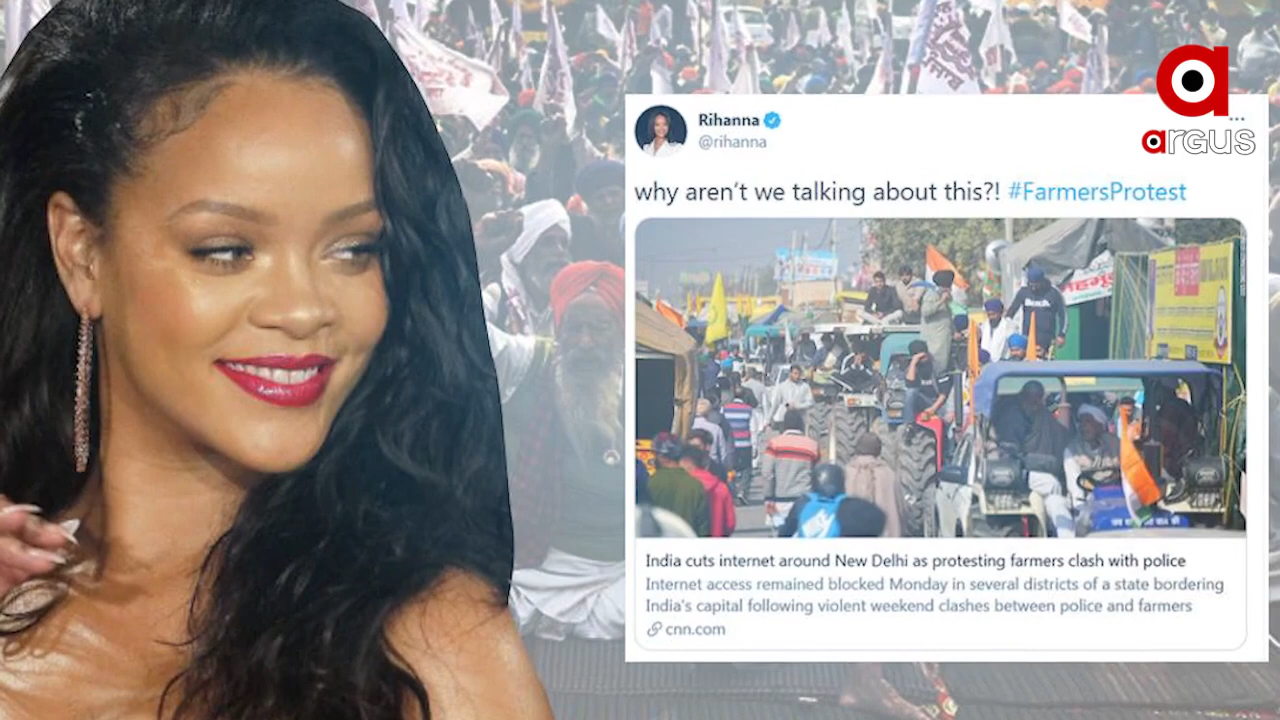 argus
Rihanna
@rihanna
why aren't we talking about this?! #FarmersProtest
India cuts internet around New Delhi as protesting farmers clash with police
Internet access remained blocked Monday in several districts of a state bordering
India's capital following violent weekend clashes between police and farmers
cnn.com